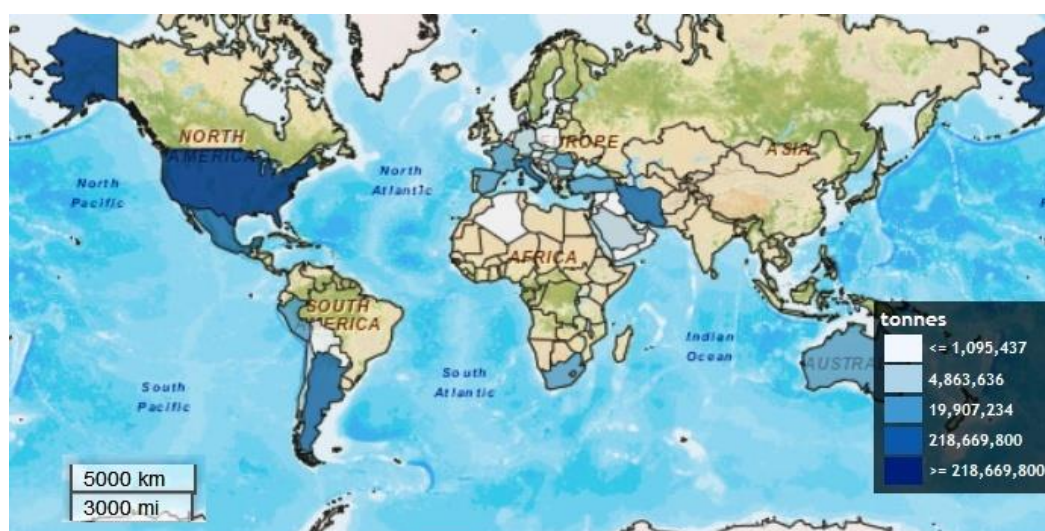 NORTH
AMERICA
North
Pacific
North
Atlantic
EUROPE
ASIA
AFRICA
SOUTH
AMERICA
South
Pacific
South
Atlantic
Indian
Ocean
AUSTRA
tonnes
<= 1,095,437
4,863,636
19,907,234
218,669,800
>= 218,669,800
5000 km
3000 mi